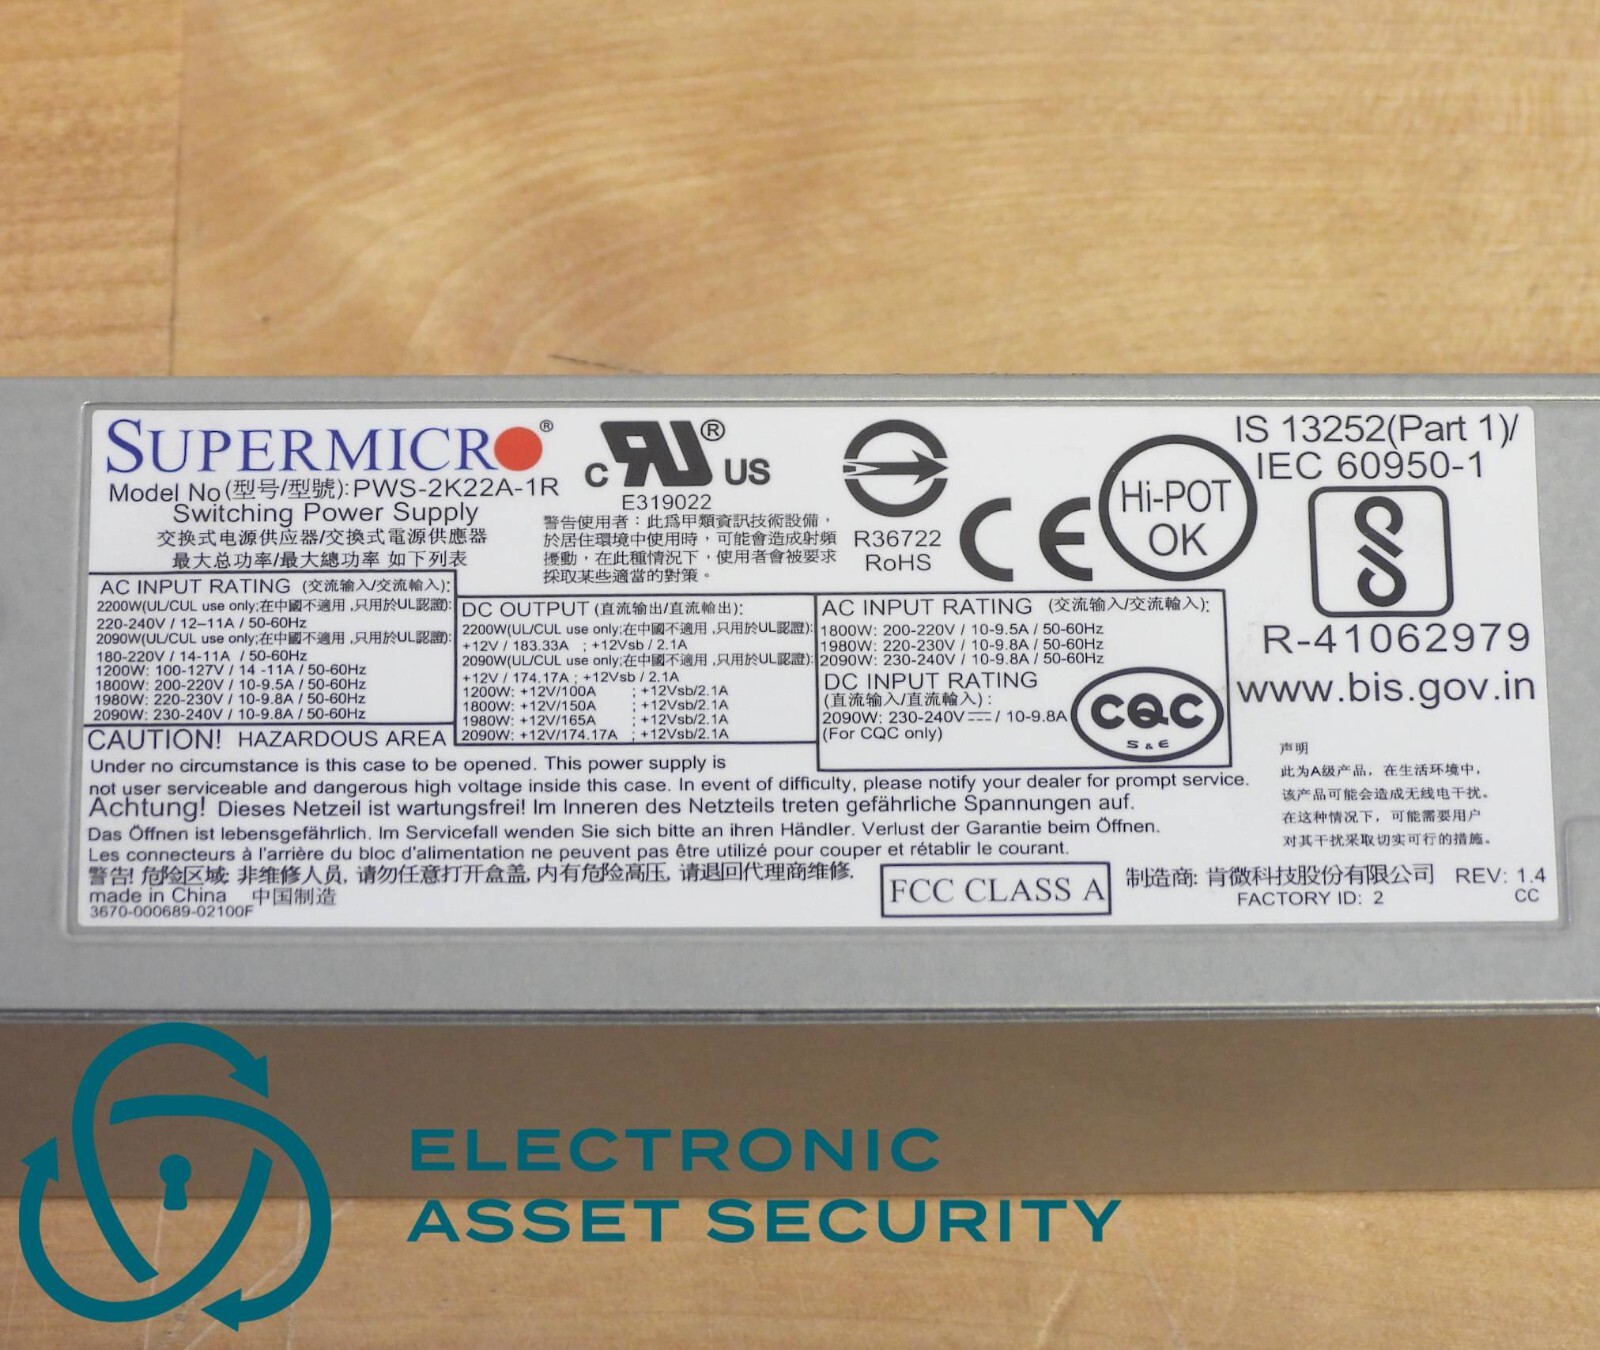 SUPERMICRO®
Model No(型号/型號):PWS-2K22A-1R
Switching Power Supply
交換式电源供应器/交換式電源供應器
最大总功率/最大總功率 如下列表
C RU® US
E319022
警告使用者：此爲甲類資訊技術設備，
於居住環境中使用時，可能會造成射頻
擾動，在此種情況下，使用者會被要求
採取某些適當的對策。
R36722
RoHS
CE
Hi-POT
OK
IS 13252(Part 1)/
IEC 60950-1
R-41062979
www.bis.gov.in
AC INPUT RATING (交流输入/交流輸入):
2200W(UL/CUL use only;在中國不適用 ,只用於UL認證):
220-240V / 12–11A / 50-60Hz
2090W(UL/CUL use only;在中國不適用 ,只用於UL認證):
180-220V / 14-11A / 50-60Hz
1200W: 100-127V / 14 -11A / 50-60Hz
1800W: 200-220V / 10-9.5A / 50-60Hz
1980W: 220-230V / 10-9.8A / 50-60Hz
2090W: 230-240V / 10-9.8A / 50-60Hz
DC OUTPUT (直流输出/直流輸出):
2200W(UL/CUL use only;在中國不適用 ,只用於UL認證):
+12V / 183.33A ; +12Vsb / 2.1A
2090W(UL/CUL use only;在中國不適用 ,只用於UL認證):
+12V / 174.17A ; +12Vsb / 2.1A
1200W: +12V/100A ; +12Vsb/2.1A
1800W: +12V/150A ; +12Vsb/2.1A
1980W: +12V/165A ; +12Vsb/2.1A
2090W: +12V/174.17A ; +12Vsb/2.1A
AC INPUT RATING (交流输入/交流輸入):
1800W: 200-220V / 10-9.5A / 50-60Hz
1980W: 220-230V / 10-9.8A / 50-60Hz
2090W: 230-240V / 10-9.8A / 50-60Hz
DC INPUT RATING
(直流输入/直流輸入) :
2090W: 230-240V⎓ / 10-9.8A
(For CQC only)
CQC
S & E
CAUTION! HAZARDOUS AREA
Under no circumstance is this case to be opened. This power supply is
not user serviceable and dangerous high voltage inside this case. In event of difficulty, please notify your dealer for prompt service.
Achtung! Dieses Netzeil ist wartungsfrei! Im Inneren des Netzteils treten gefährliche Spannungen auf.
Das Öffnen ist lebensgefährlich. Im Servicefall wenden Sie sich bitte an ihren Händler. Verlust der Garantie beim Öffnen.
Les connecteurs à l'arrière du bloc d'alimentation ne peuvent pas être utilizé pour couper et rétablir le courant.
警告! 危险区域: 非维修人员, 请勿任意打开盒盖, 内有危险高压, 请退回代理商维修.
made in China 中国制造
3670-000689-02100F
声明
此为A级产品，在生活环境中，
该产品可能会造成无线电干扰。
在这种情况下，可能需要用户
对其干扰采取切实可行的措施。
FCC CLASS A
制造商: 肯微科技股份有限公司 REV: 1.4
FACTORY ID: 2 CC
ELECTRONIC
ASSET SECURITY